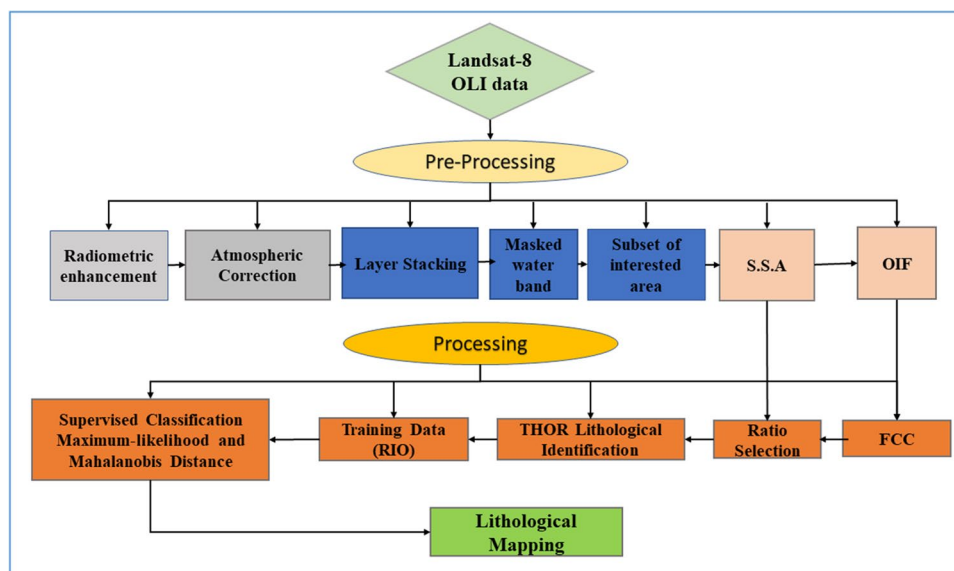 Landsat-8
OLI data
Pre-Processing
Radiometric
enhancement
Atmospheric
Correction
Layer Stacking
Masked
water
band
Subset of
interested
area
S.S.A
OIF
Processing
Supervised Classification
Maximum-likelihood and
Mahalanobis Distance
Training Data
(RIO)
THOR Lithological
Identification
Ratio
Selection
FCC
Lithological
Mapping